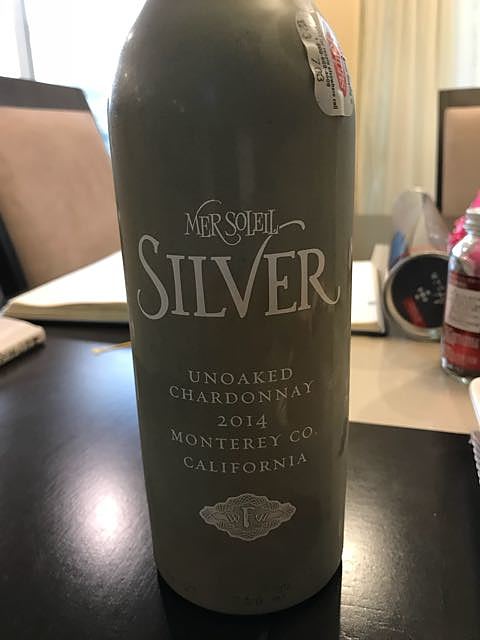 MER SOLEIL
SILVER
UNOAKED
CHARDONNAY
2014
MONTEREY CO.
CALIFORNIA
W F W